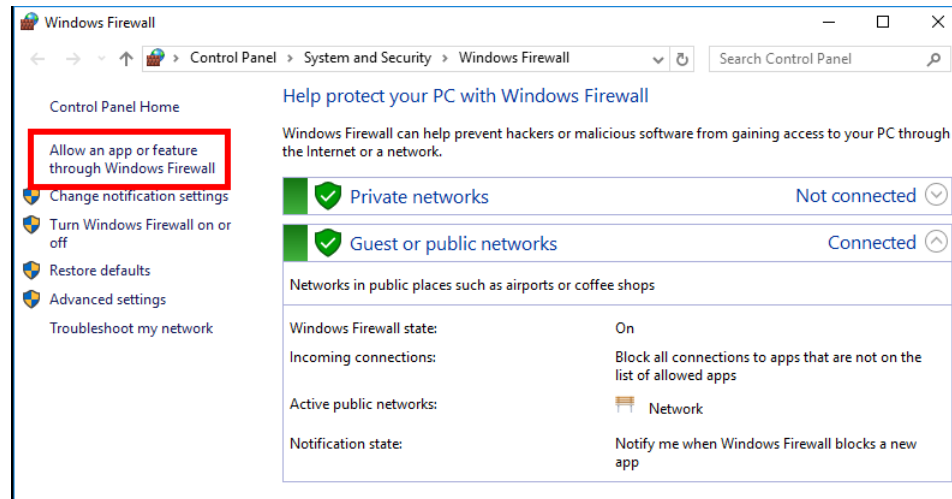 Windows Firewall
Control Panel > System and Security > Windows Firewall
Search Control Panel
Control Panel Home
Allow an app or feature
through Windows Firewall
Change notification settings
Turn Windows Firewall on or
off
Restore defaults
Advanced settings
Troubleshoot my network
Help protect your PC with Windows Firewall
Windows Firewall can help prevent hackers or malicious software from gaining access to your PC through
the Internet or a network.
Private networks
Not connected
Guest or public networks
Connected
Networks in public places such as airports or coffee shops
Windows Firewall state:
On
Incoming connections:
Block all connections to apps that are not on the
list of allowed apps
Active public networks:
Network
Notification state:
Notify me when Windows Firewall blocks a new
app